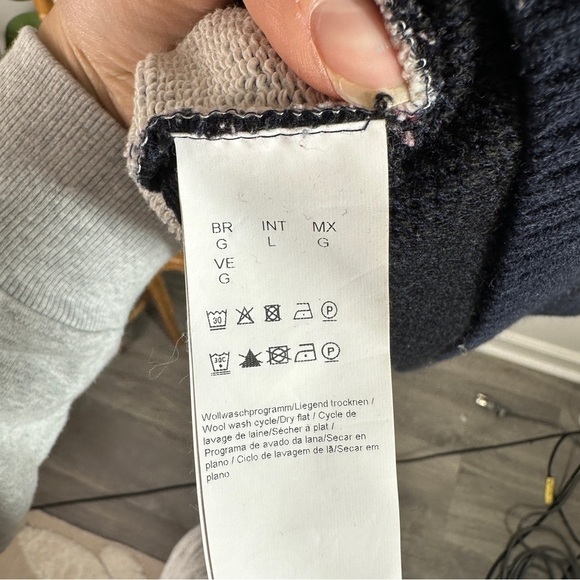 BR INT MX
G L G
VE
G
30 P
30C P
Wollwaschprogramm/Liegend trocknen /
Wool wash cycle/Dry flat / Cycle de
lavage de laine/Sécher à plat /
Programa de avado da lana/Secar en
plano / Ciclo de lavagem de lã/Secar em
plano